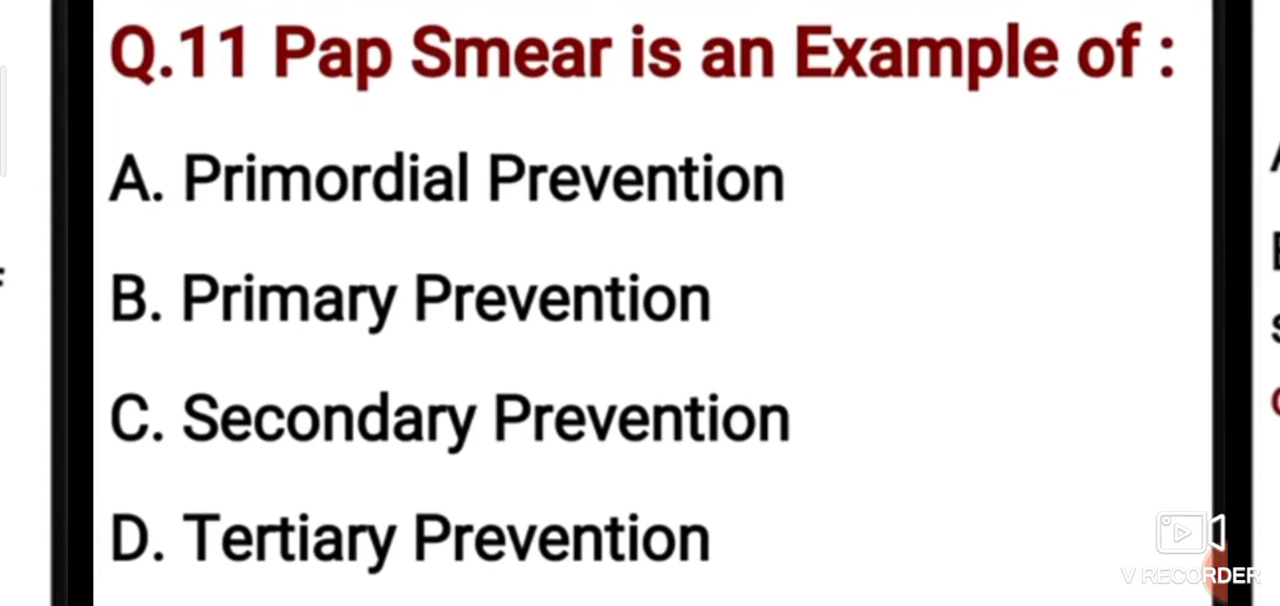 Q.11 Pap Smear is an Example of :
A. Primordial Prevention
B. Primary Prevention
C. Secondary Prevention
D. Tertiary Prevention
V RECORDER